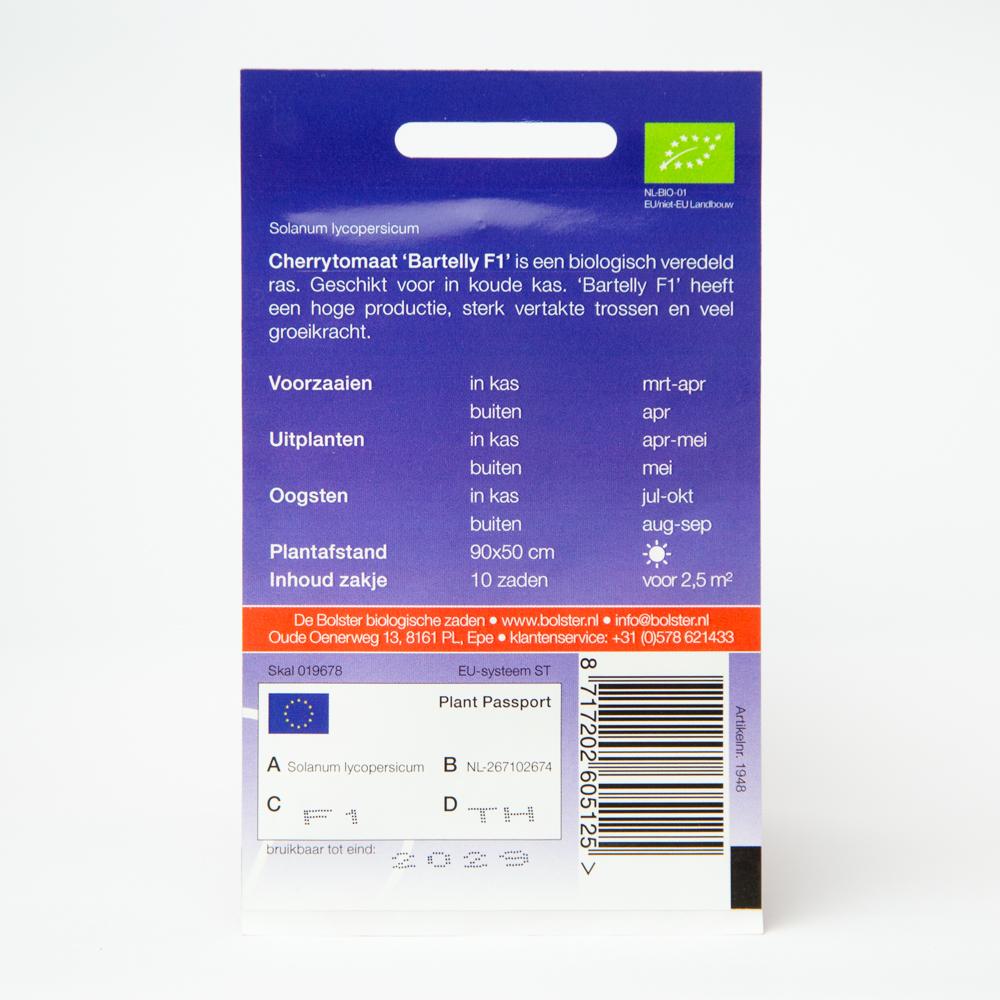 NL-BIO-01
EU/niet-EU Landbouw
Solanum lycopersicum
Cherrytomaat ‘Bartelly F1’ is een biologisch veredeld
ras. Geschikt voor in koude kas. ‘Bartelly F1’ heeft
een hoge productie, sterk vertakte trossen en veel
groeikracht.
Voorzaaien in kas mrt-apr
buiten apr
Uitplanten in kas apr-mei
buiten mei
Oogsten in kas jul-okt
buiten aug-sep
Plantafstand 90x50 cm
Inhoud zakje 10 zaden voor 2,5 m²
De Bolster biologische zaden • www.bolster.nl • info@bolster.nl
Oude Oenerweg 13, 8161 PL, Epe • klantenservice: +31 (0)578 621433
Skal 019678 EU-systeem ST
Plant Passport
A Solanum lycopersicum B NL-267102674
C F1 D TH
bruikbaar tot eind: 2029
8 717202 605125 >
Artikelnr. 1948